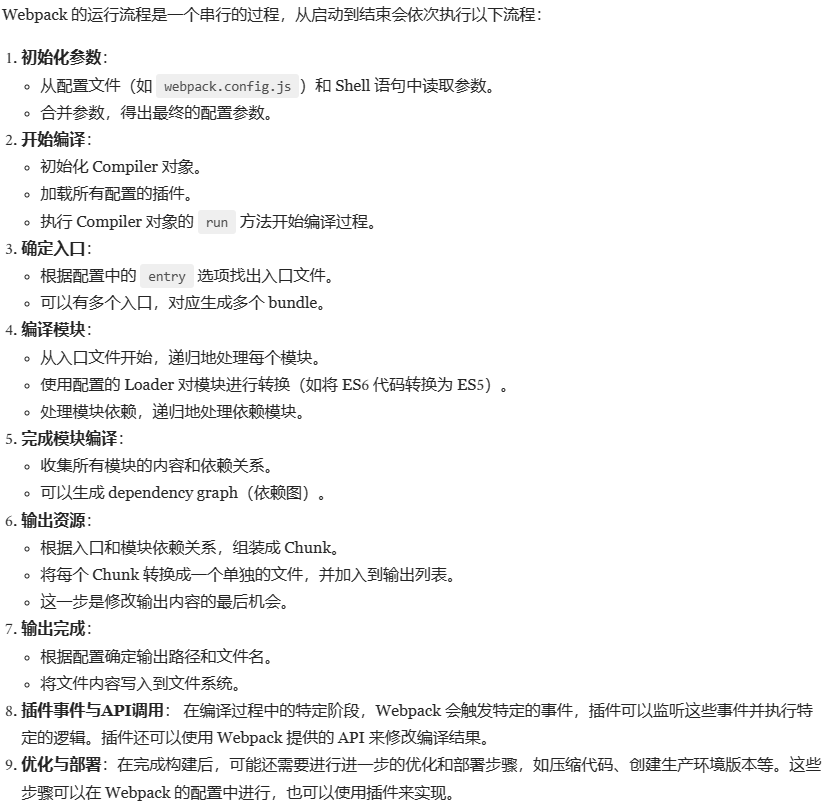 Webpack 的运行流程是一个串行的过程，从启动到结束会依次执行以下流程：
1. 初始化参数：
从配置文件（如 webpack.config.js）和 Shell 语句中读取参数。
合并参数，得出最终的配置参数。
2. 开始编译：
初始化 Compiler 对象。
加载所有配置的插件。
执行 Compiler 对象的 run 方法开始编译过程。
3. 确定入口：
根据配置中的 entry 选项找出入口文件。
可以有多个入口，对应生成多个 bundle。
4. 编译模块：
从入口文件开始，递归地处理每个模块。
使用配置的 Loader 对模块进行转换（如将 ES6 代码转换为 ES5）。
处理模块依赖，递归地处理依赖模块。
5. 完成模块编译：
收集所有模块的内容和依赖关系。
可以生成 dependency graph（依赖图）。
6. 输出资源：
根据入口和模块依赖关系，组装成 Chunk。
将每个 Chunk 转换成一个单独的文件，并加入到输出列表。
这一步是修改输出内容的最后机会。
7. 输出完成：
根据配置确定输出路径和文件名。
将文件内容写入到文件系统。
8. 插件事件与API调用： 在编译过程中的特定阶段，Webpack 会触发特定的事件，插件可以监听这些事件并执行特
定的逻辑。插件还可以使用 Webpack 提供的 API 来修改编译结果。
9. 优化与部署：在完成构建后，可能还需要进行进一步的优化和部署步骤，如压缩代码、创建生产环境版本等。这些
步骤可以在 Webpack 的配置中进行，也可以使用插件来实现。